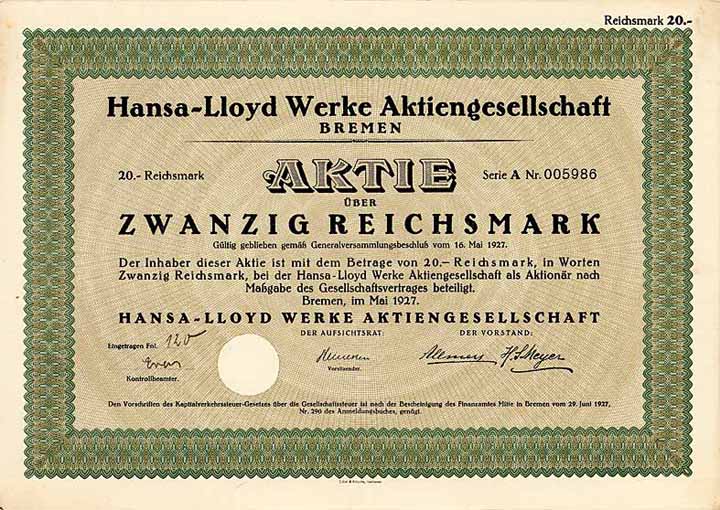 Reichsmark 20.-
Hansa-Lloyd Werke Aktiengesellschaft
BREMEN
20.- Reichsmark AKTIE Serie A Nr. 005986
ÜBER
ZWANZIG REICHSMARK
Gültig geblieben gemäß Generalversammlungsbeschluß vom 16. Mai 1927.
Der Inhaber dieser Aktie ist mit dem Betrage von 20.- Reichsmark, in Worten
Zwanzig Reichsmark, bei der Hansa-Lloyd Werke Aktiengesellschaft als Aktionär nach
Maßgabe des Gesellschaftsvertrages beteiligt.
Bremen, im Mai 1927.
HANSA-LLOYD WERKE AKTIENGESELLSCHAFT
DER AUFSICHTSRAT: DER VORSTAND:
Eingetragen Fol. 120
H. S. Meyer
Vorsitzender.
Kontrollbeamter.
Den Vorschriften des Kapitalverkehrssteuer-Gesetzes über die Gesellschaftssteuer ist nach der Bescheinigung des Finanzamtes Mitte in Bremen vom 29. Juni 1927,
Nr. 296 des Anmeldungsbuches, genügt.